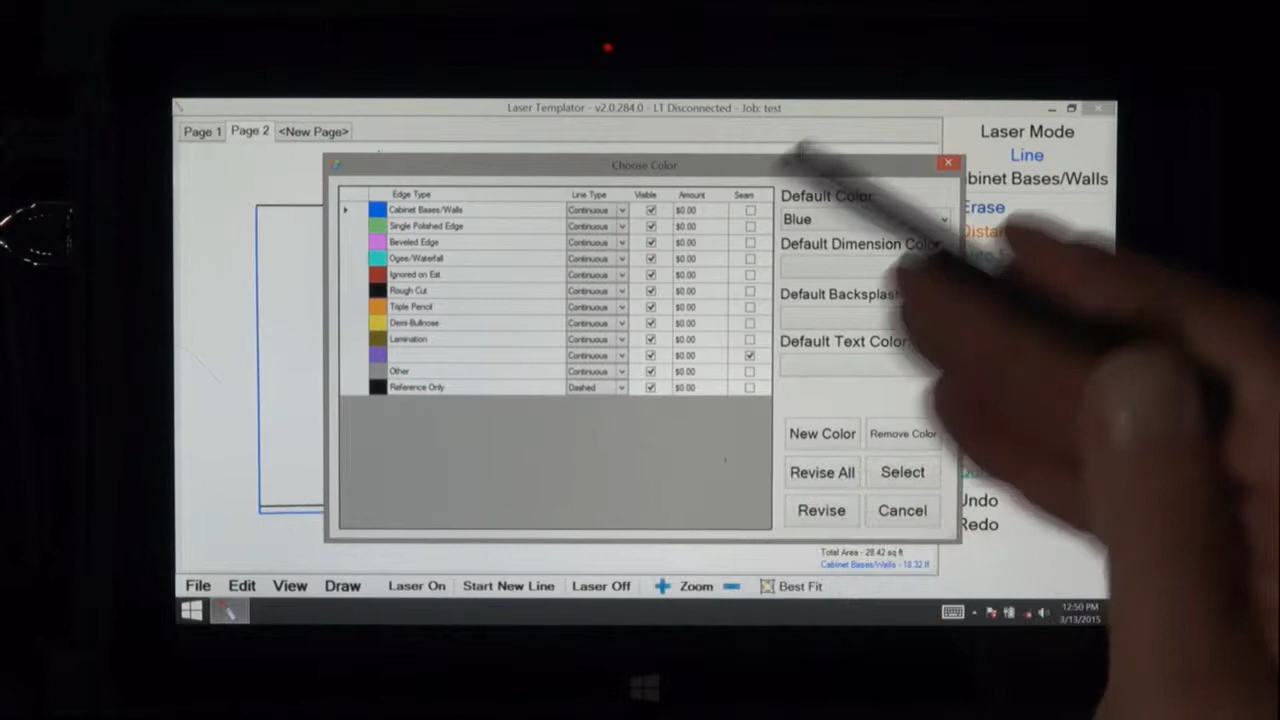 Laser Templator - v2.0.284.0 - LT Disconnected - Job: test
Page 1 Page 2 <New Page>
Laser Mode
Line
binet Bases/Walls
Erase
Distan
Undo
Redo
Choose Color
Edge Type Line Type Visible Amount Seam
Cabinet Bases/Walls Continuous $0.00
Single Polished Edge Continuous $0.00
Beveled Edge Continuous $0.00
Ogee/Waterfall Continuous $0.00
Ignored on Est. Continuous $0.00
Rough Cut Continuous $0.00
Triple Pencil Continuous $0.00
Demi-Bullnose Continuous $0.00
Lamination Continuous $0.00
Continuous $0.00
Other Continuous $0.00
Reference Only Dashed $0.00
Default Color
Blue
Default Dimension Color
Default Backsplash
Default Text Color
New Color Remove Color
Revise All Select
Revise Cancel
Total Area - 28.42 sq ft
Cabinet Bases/Walls - 18.32 lf
File Edit View Draw Laser On Start New Line Laser Off Zoom Best Fit
12:50 PM
3/13/2015